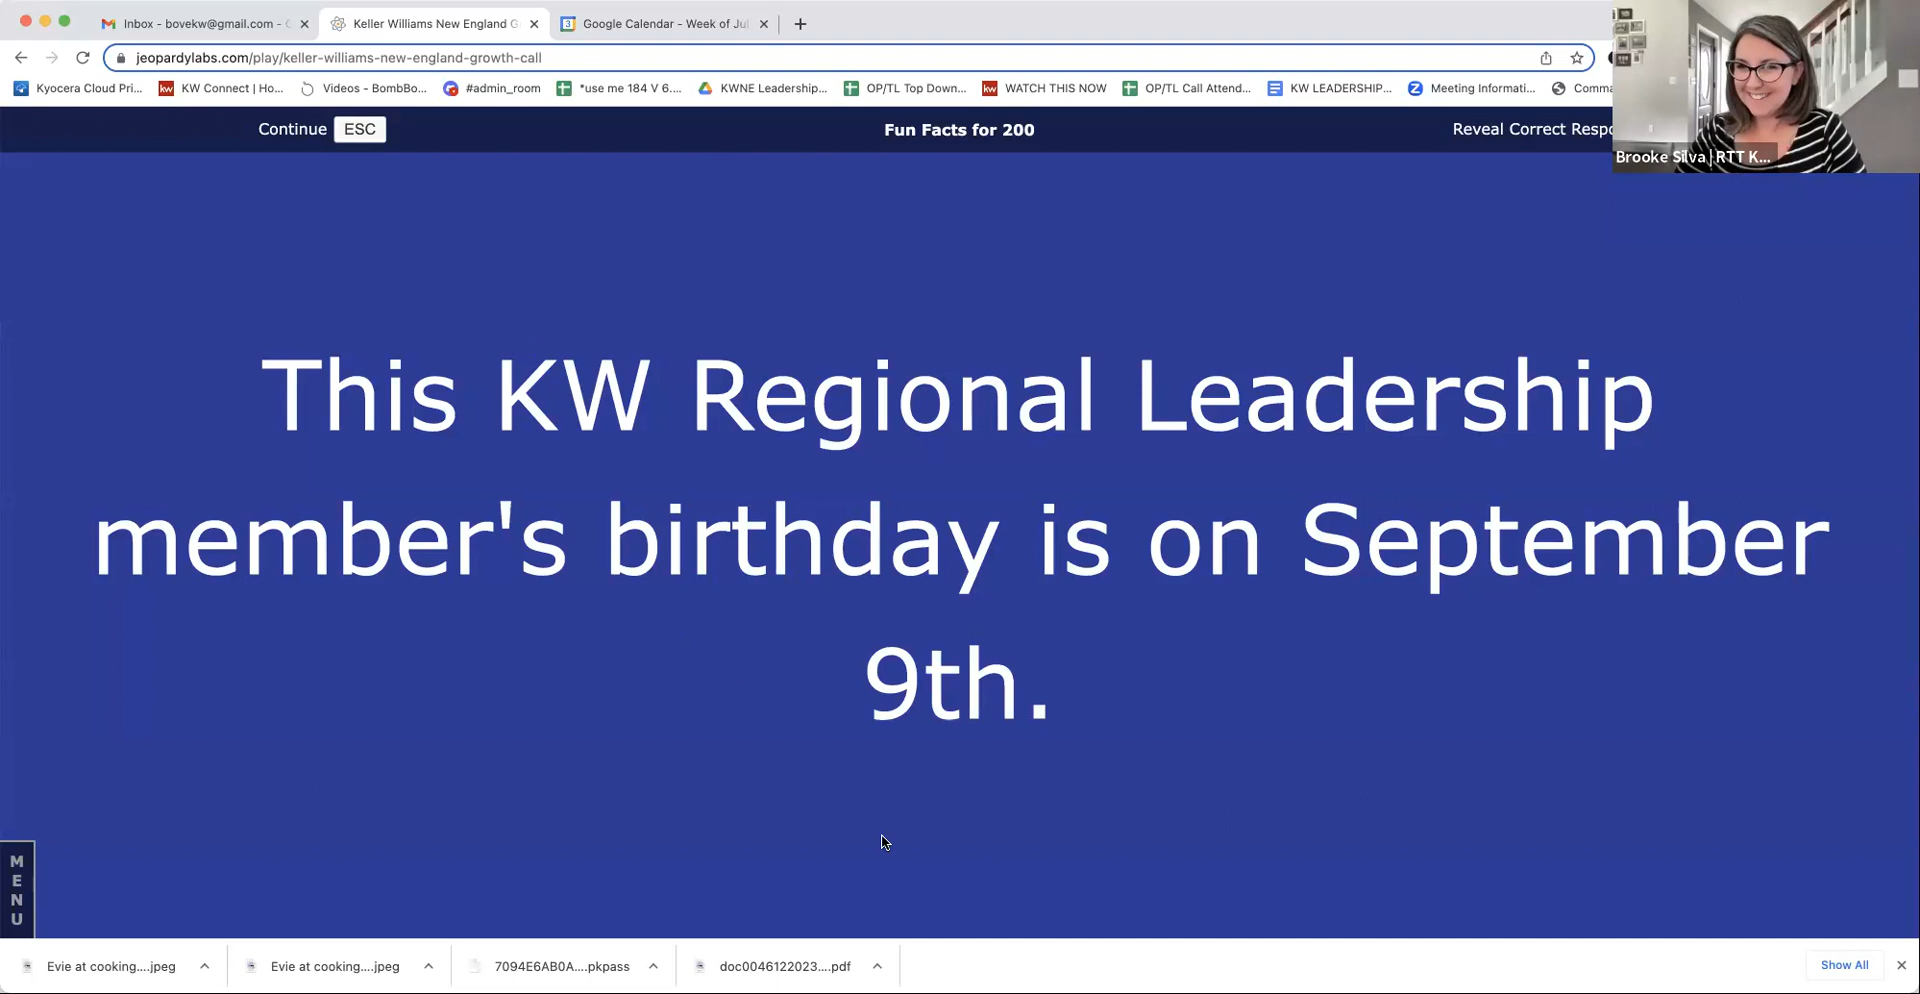 Inbox - bovekw@gmail.com -
Keller Williams New England G
Google Calendar - Week of Jul
jeopardylabs.com/play/keller-williams-new-england-growth-call
Kyocera Cloud Pri...
KW Connect | Ho...
Videos - BombBo...
#admin_room
*use me 184 V 6....
KWNE Leadership...
OP/TL Top Down...
WATCH THIS NOW
OP/TL Call Attend...
KW LEADERSHIP...
Meeting Informati...
Comma
Continue ESC
Fun Facts for 200
Reveal Correct Respo
Brooke Silva | RTT K...
This KW Regional Leadership
member's birthday is on September
9th.
MENU
Evie at cooking....jpeg
Evie at cooking....jpeg
7094E6AB0A....pkpass
doc0046122023....pdf
Show All